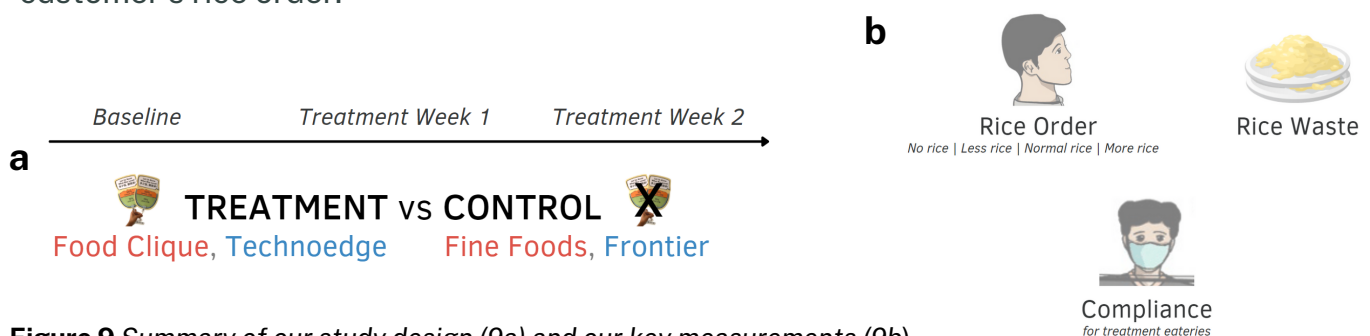 customer's rice order.
Baseline Treatment Week 1 Treatment Week 2
a
TREATMENT vs CONTROL X
Food Clique, Technoedge Fine Foods, Frontier
Figure 9 Summary of our study design (9a) and our key measurements (9b)
b
Rice Order
No rice | Less rice | Normal rice | More rice
Rice Waste
Compliance
for treatment eateries